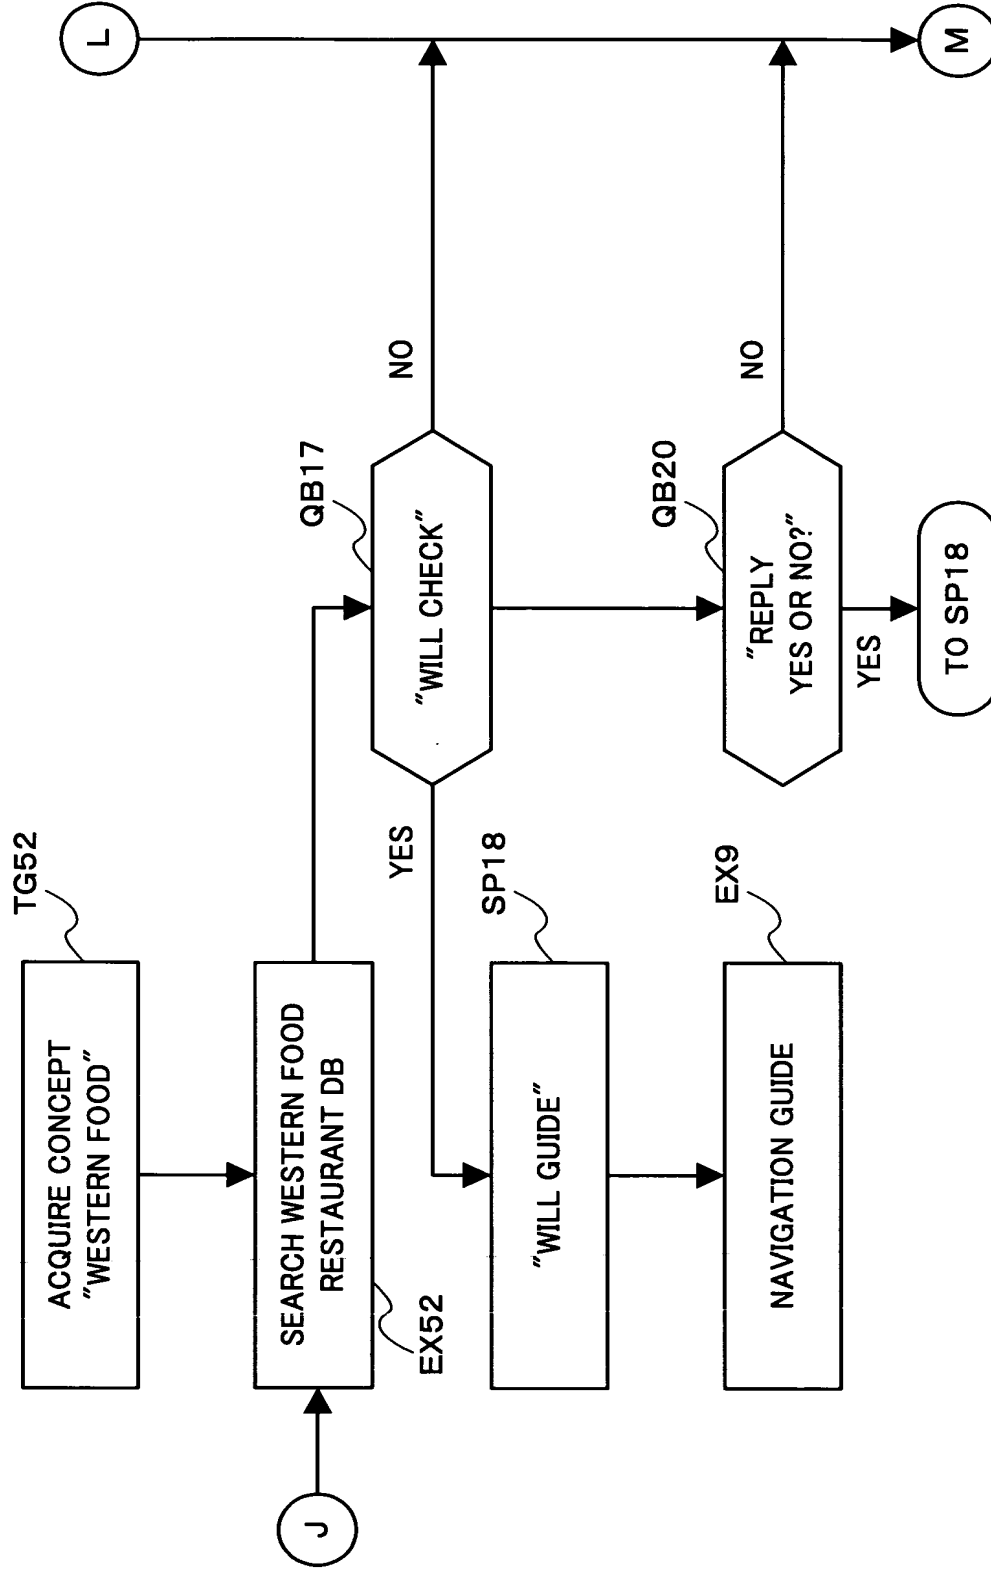 L
TG52
ACQUIRE CONCEPT
"WESTERN FOOD"
J
SEARCH WESTERN FOOD
RESTAURANT DB
EX52
QB17
"WILL CHECK"
YES
NO
SP18
"WILL GUIDE"
QB20
"REPLY
YES OR NO?"
NO
YES
EX9
NAVIGATION GUIDE
TO SP18
M